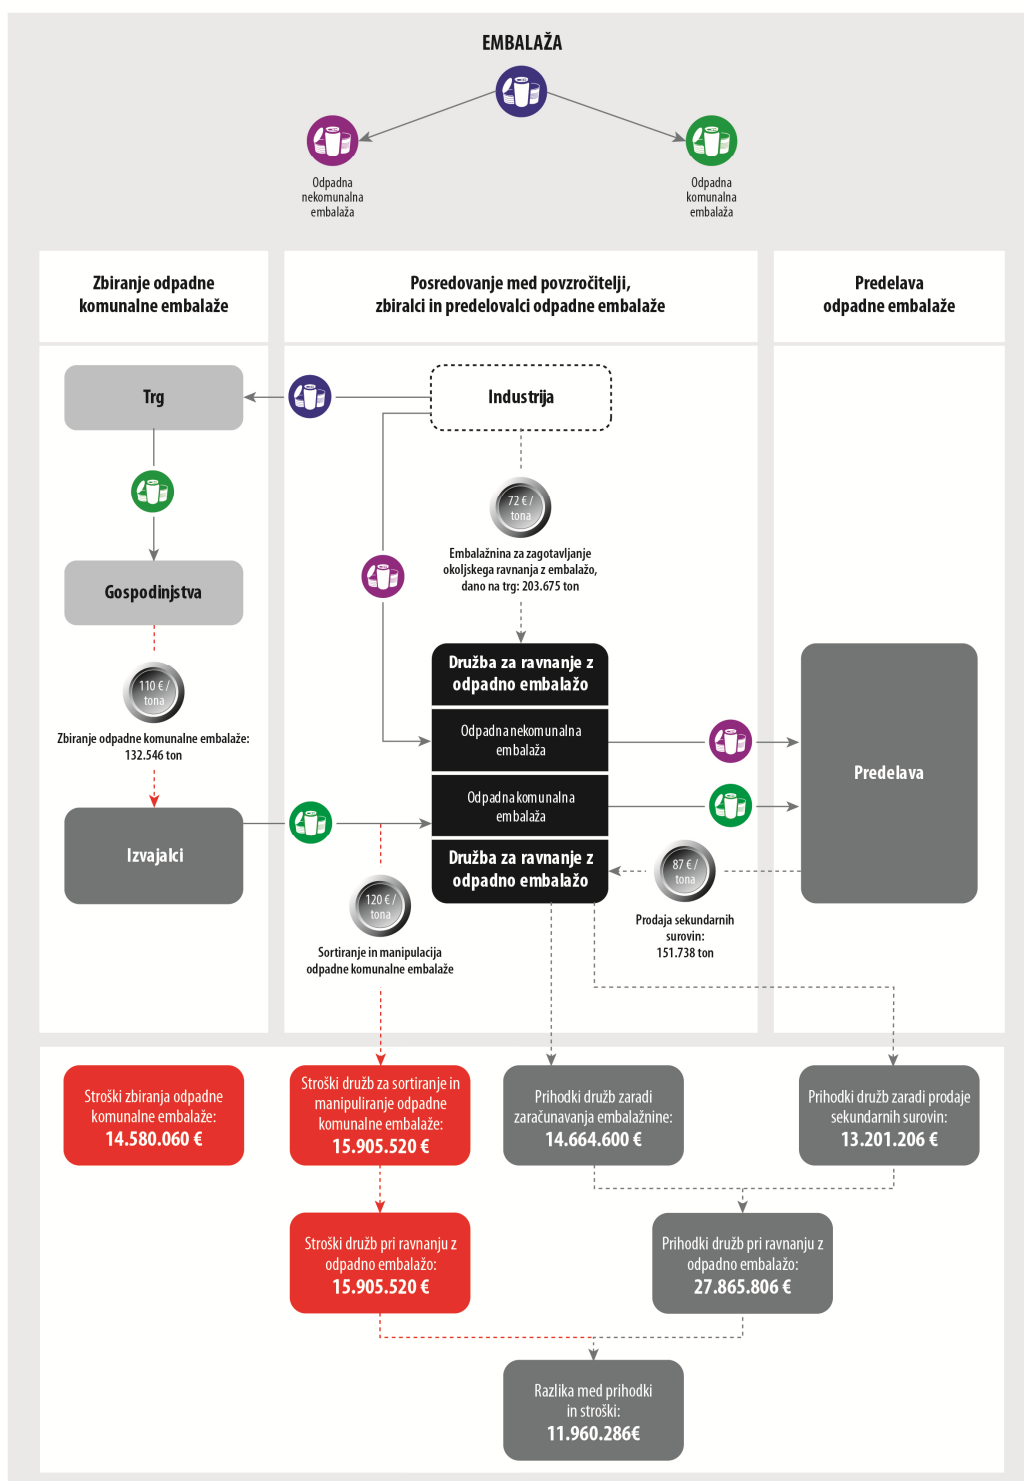 EMBALAŽA
Odpadna
nekomunalna
embalaža
Odpadna
komunalna
embalaža
Zbiranje odpadne
komunalne embalaže
Posredovanje med povzročitelji,
zbiralci in predelovalci odpadne embalaže
Predelava
odpadne embalaže
Trg
Industrija
72 € /
tona
Embalažnina za zagotavljanje
okoljskega ravnanja z embalažo,
dano na trg: 203.675 ton
Gospodinjstva
110 € /
tona
Zbiranje odpadne komunalne embalaže:
132.546 ton
Družba za ravnanje z
odpadno embalažo
Odpadna nekomunalna
embalaža
Odpadna komunalna
embalaža
Družba za ravnanje z
odpadno embalažo
Predelava
Izvajalci
120 € /
tona
Sortiranje in manipulacija
odpadne komunalne embalaže
87 € /
tona
Prodaja sekundarnih
surovin:
151.738 ton
Stroški zbiranja odpadne
komunalne embalaže:
14.580.060 €
Stroški družb za sortiranje in
manipuliranje odpadne
komunalne embalaže:
15.905.520 €
Prihodki družb zaradi
zaračunavanja embalažnine:
14.664.600 €
Prihodki družb zaradi prodaje
sekundarnih surovin:
13.201.206 €
Stroški družb pri ravnanju z
odpadno embalažo:
15.905.520 €
Prihodki družb pri ravnanju z
odpadno embalažo:
27.865.806 €
Razlika med prihodki
in stroški:
11.960.286€